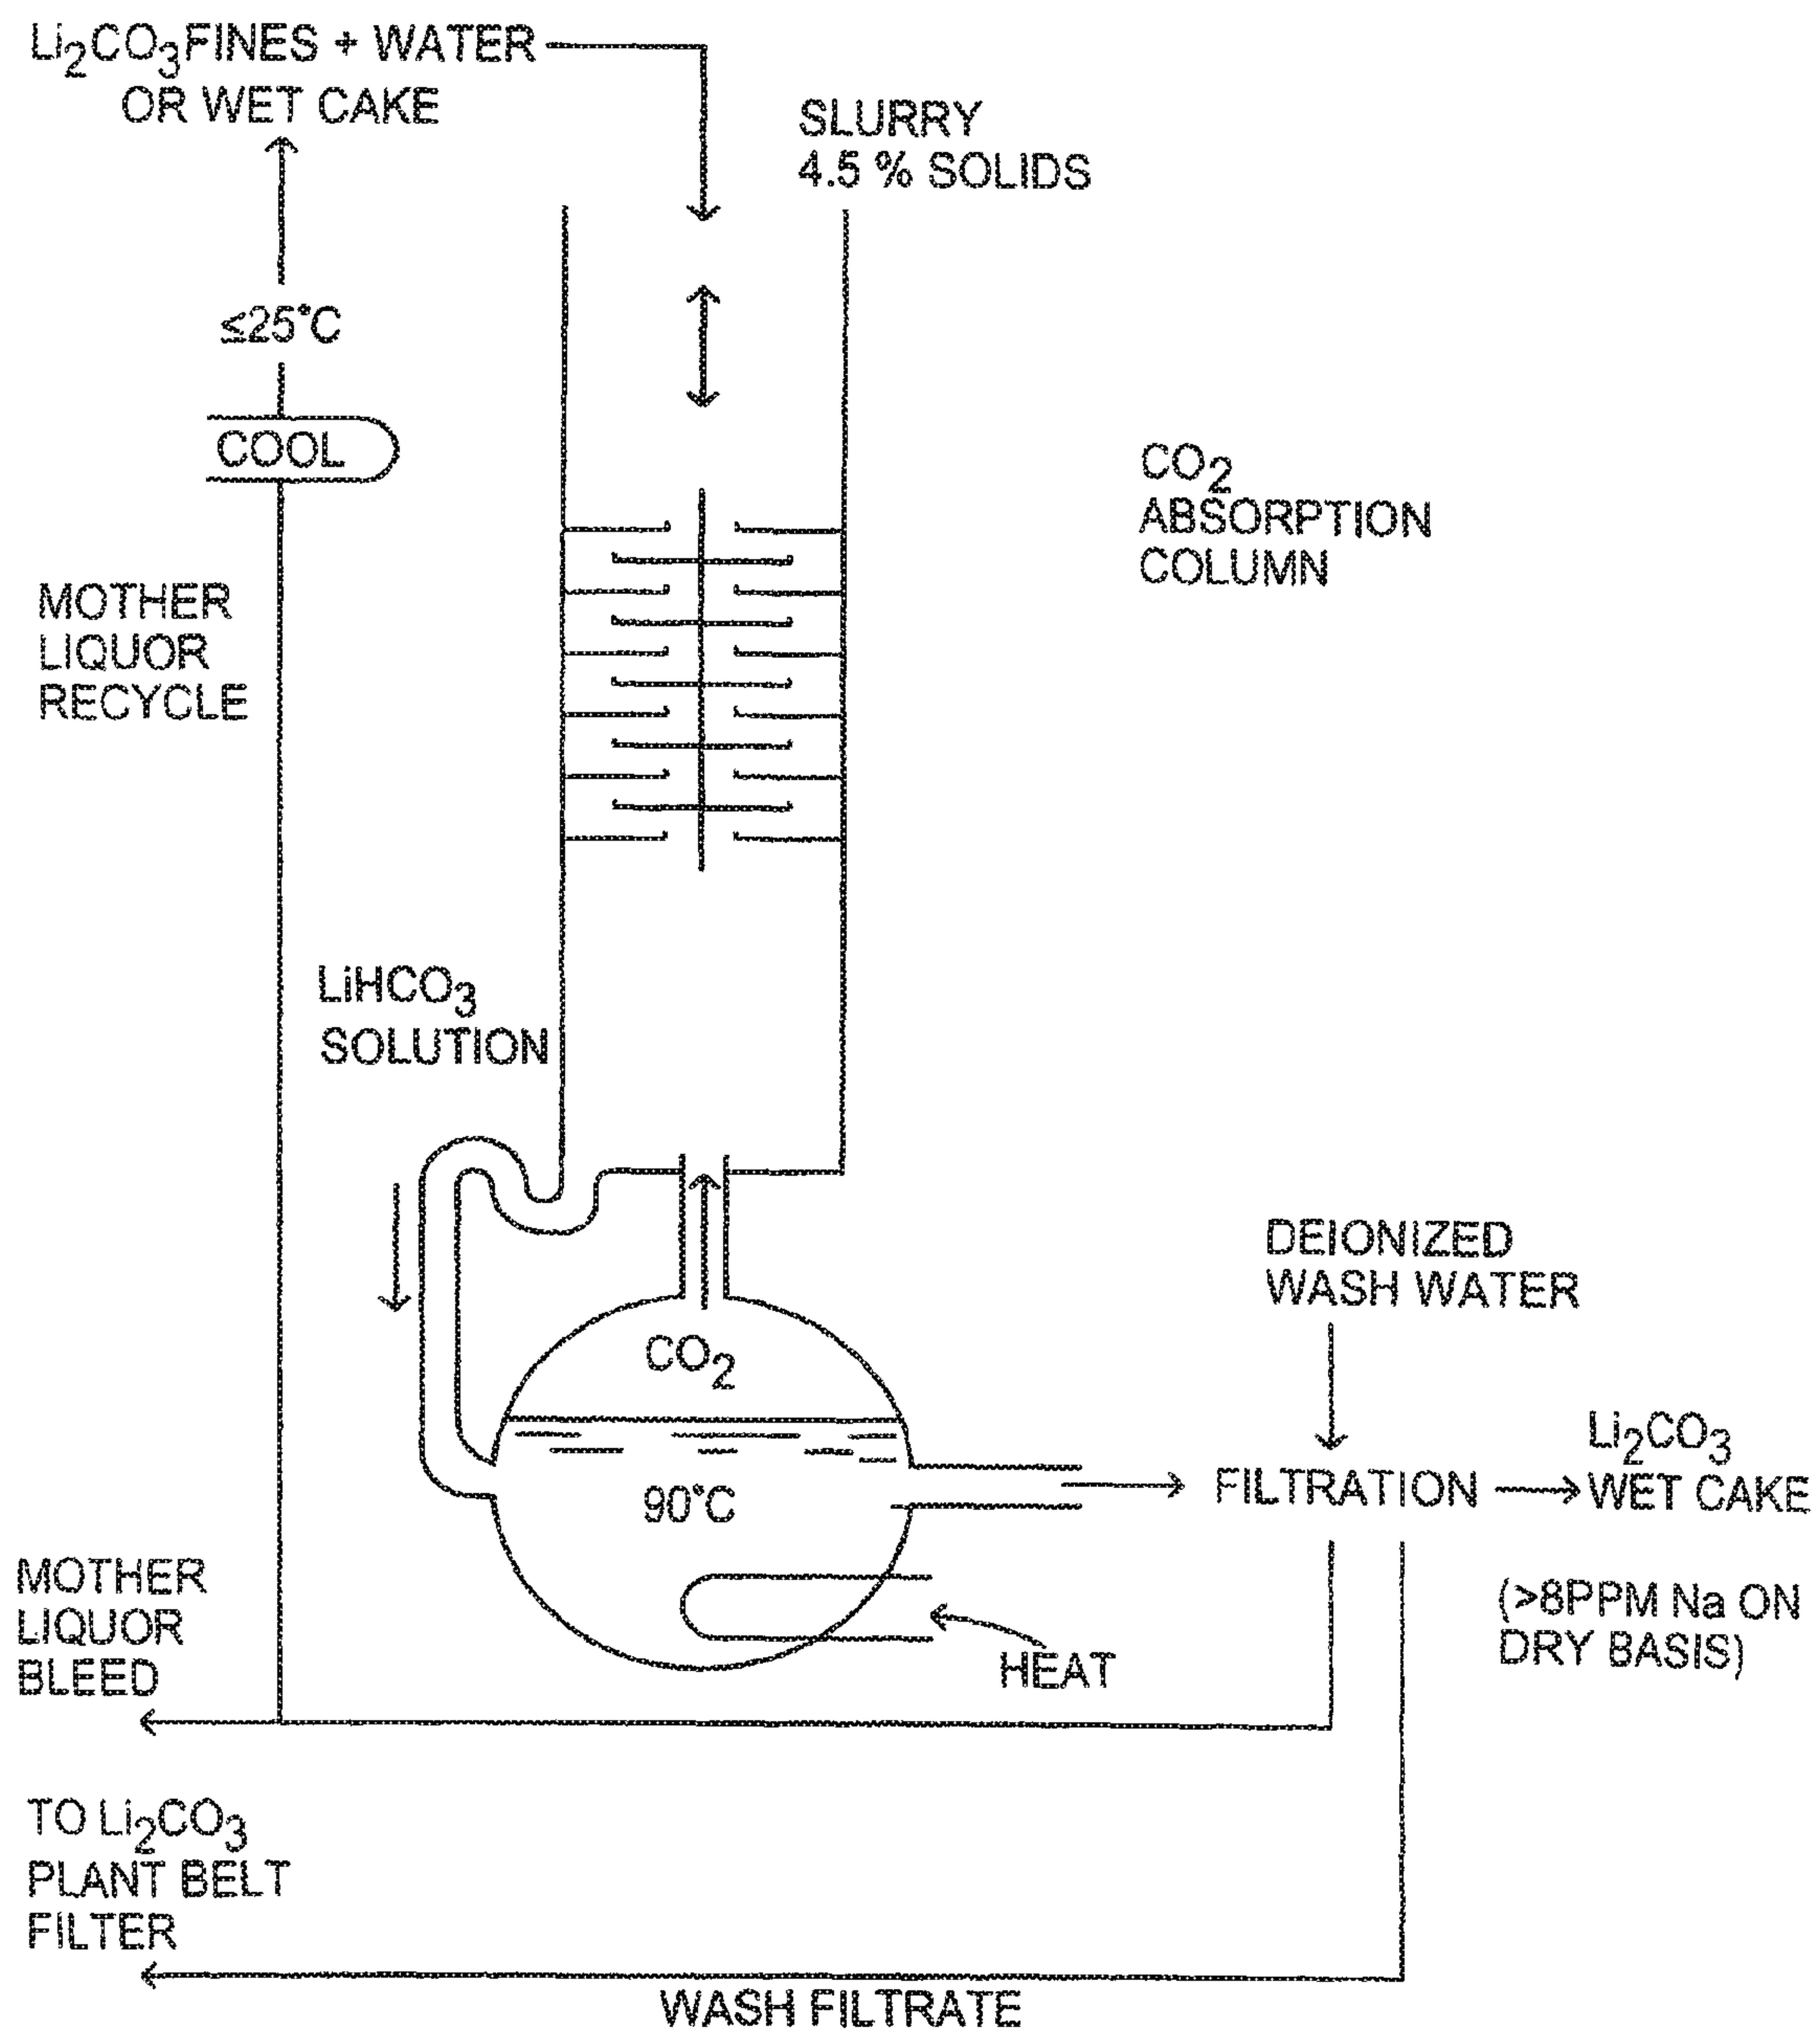 Li2CO3FINES + WATER
OR WET CAKE
SLURRY
4.5 % SOLIDS
≤25°C
COOL
CO2
ABSORPTION
COLUMN
MOTHER
LIQUOR
RECYCLE
LiHCO3
SOLUTION
DEIONIZED
WASH WATER
CO2
90°C
FILTRATION
Li2CO3
WET CAKE
(>8PPM Na ON
DRY BASIS)
HEAT
MOTHER
LIQUOR
BLEED
TO Li2CO3
PLANT BELT
FILTER
WASH FILTRATE